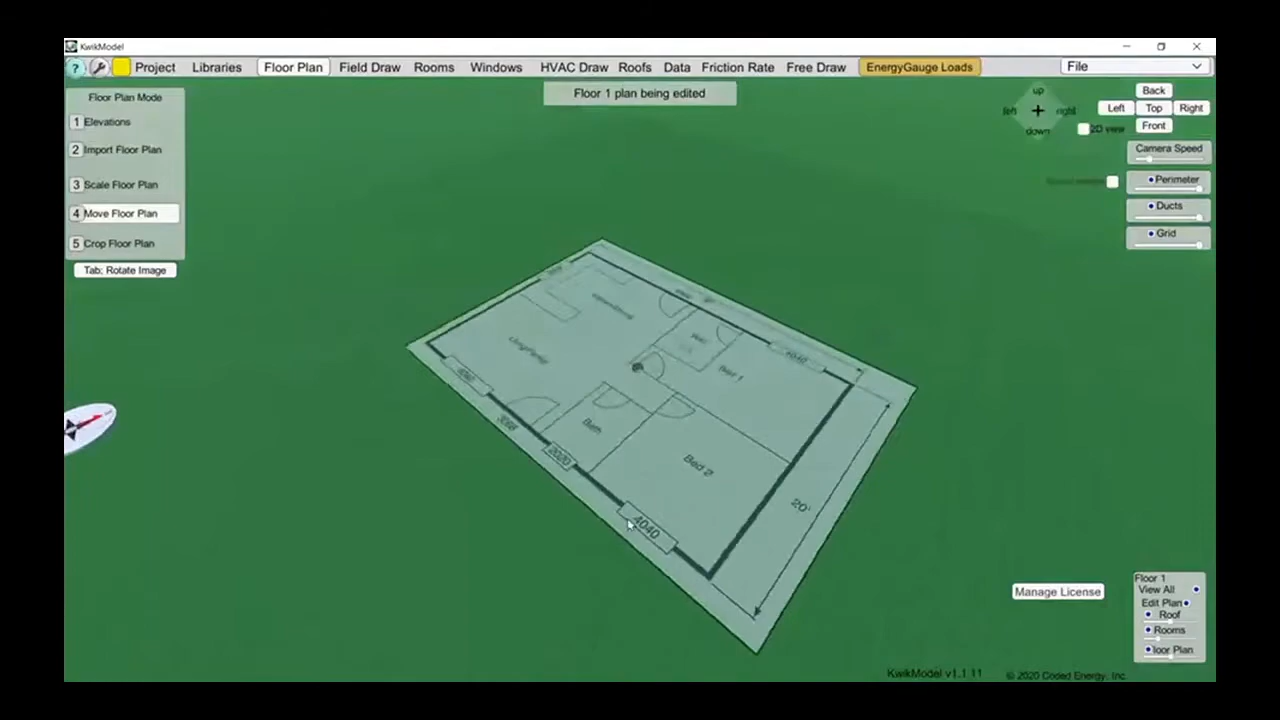 KwikModel
? Project Libraries Floor Plan Field Draw Rooms Windows HVAC Draw Roofs Data Friction Rate Free Draw EnergyGauge Loads File
Floor 1 plan being edited
Floor Plan Mode
1 Elevations
2 Import Floor Plan
3 Scale Floor Plan
4 Move Floor Plan
5 Crop Floor Plan
Tab: Rotate Image
up
left right
down
Back
Left Top Right
Front
2D view
Camera Speed
Perimeter
Ducts
Grid
4040
Bed 1
Bath
3068
2020
Bed 2
4040
20'
Manage License
Floor 1
View All
Edit Plan
Roof
Rooms
loor Plan
KwikModel v1.1.11
© 2020 Coded Energy, Inc.